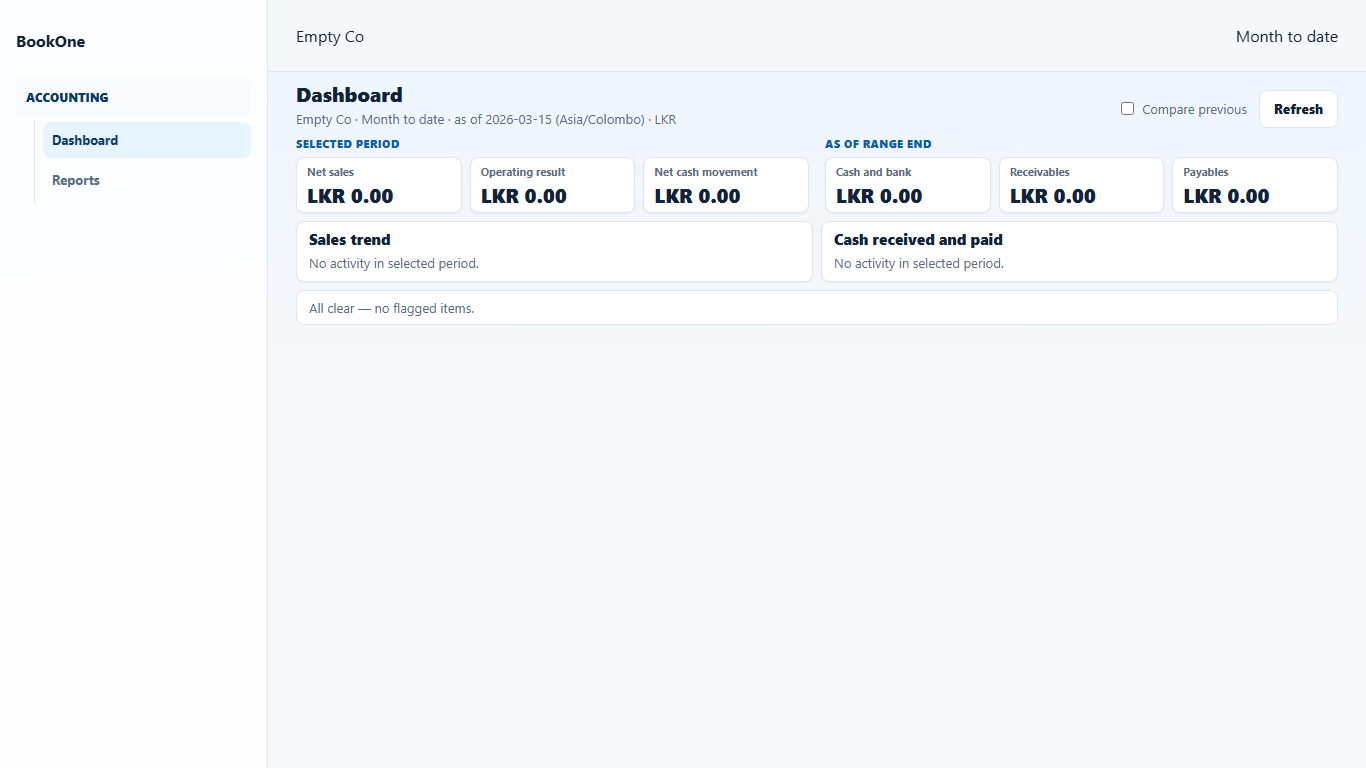 BookOne
Empty Co
Month to date
ACCOUNTING
Dashboard
Reports
Dashboard
Empty Co · Month to date · as of 2026-03-15 (Asia/Colombo) · LKR
Compare previous
Refresh
SELECTED PERIOD
AS OF RANGE END
Net sales
LKR 0.00
Operating result
LKR 0.00
Net cash movement
LKR 0.00
Cash and bank
LKR 0.00
Receivables
LKR 0.00
Payables
LKR 0.00
Sales trend
No activity in selected period.
Cash received and paid
No activity in selected period.
All clear — no flagged items.